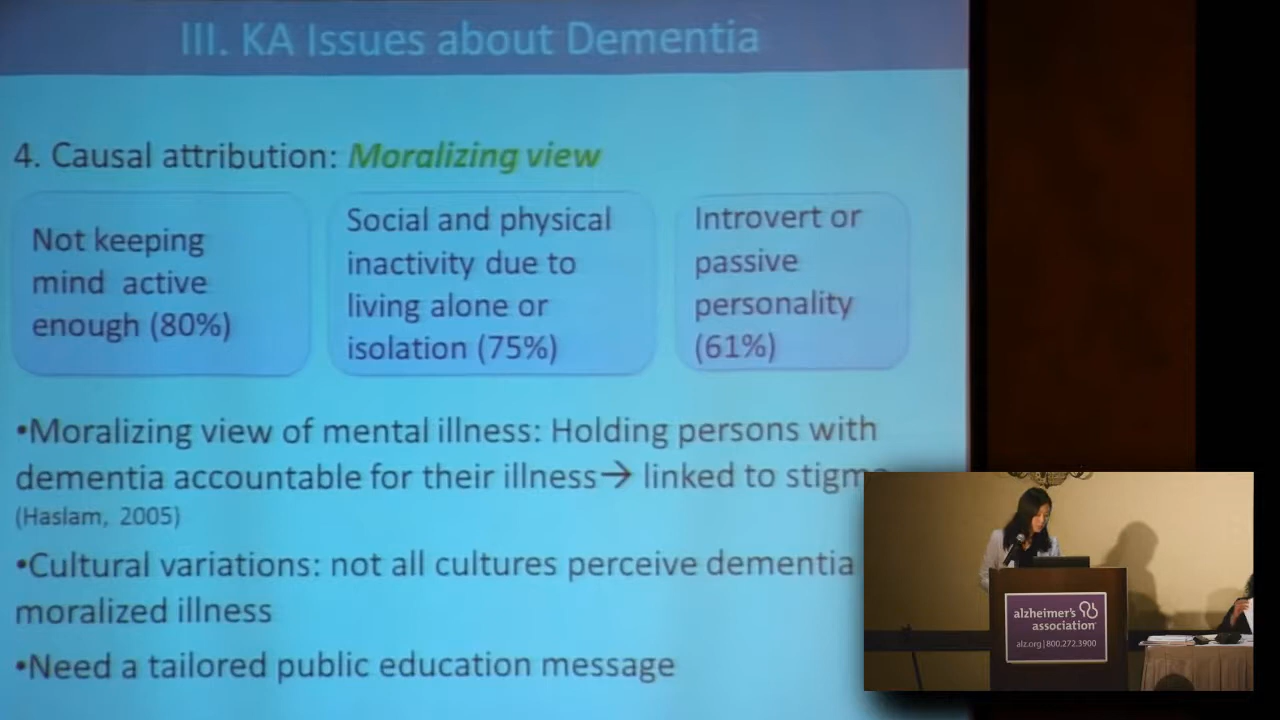 III. KA Issues about Dementia
4. Causal attribution: Moralizing view
Not keeping
mind active
enough (80%)
Social and physical
inactivity due to
living alone or
isolation (75%)
Introvert or
passive
personality
(61%)
•Moralizing view of mental illness: Holding persons with
dementia accountable for their illness→ linked to
(Haslam, 2005)
•Cultural variations: not all cultures perceive dementia
moralized illness
•Need a tailored public education message
alzheimer's
association
alz.org|800.272.3900